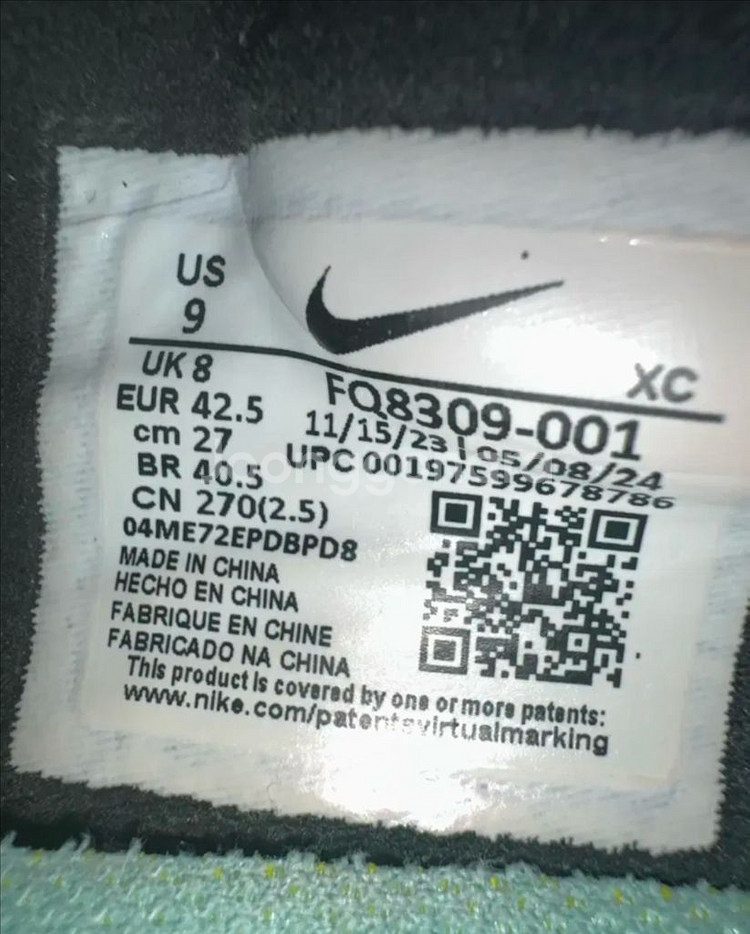 US
9
UK 8
XC
EUR 42.5
FQ8309-001
cm 27
11/15/23 | 05/08/24
BR 40.5
UPC 00197599678786
CN 270(2.5)
04ME72EPDBPD8
MADE IN CHINA
HECHO EN CHINA
FABRIQUE EN CHINE
FABRICADO NA CHINA
This product is covered by one or more patents:
www.nike.com/patentsvirtualmarking